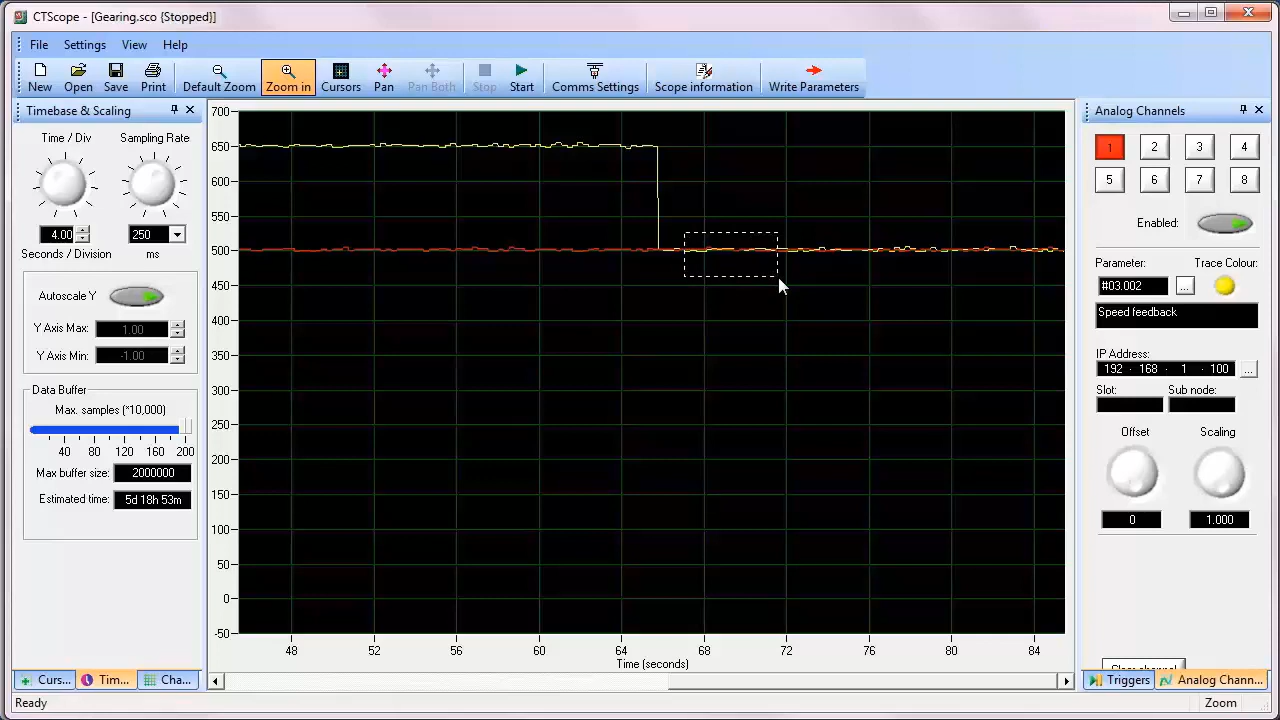 CTScope - [Gearing.sco {Stopped}]
File Settings View Help
New Open Save Print Default Zoom Zoom in Cursors Pan Pan Both Stop Start Comms Settings Scope information Write Parameters
Timebase & Scaling
Time / Div Sampling Rate
4.00 250
Seconds / Division ms
Autoscale Y
Y Axis Max: 1.00
Y Axis Min: -1.00
Data Buffer
Max. samples (*10,000)
40 80 120 160 200
Max buffer size: 2000000
Estimated time: 5d 18h 53m
Curs... Tim... Cha...
700
650
600
550
500
450
400
350
300
250
200
150
100
50
0
-50
48 52 56 60 64 68 72 76 80 84
Time (seconds)
Analog Channels
1 2 3 4
5 6 7 8
Enabled:
Parameter: Trace Colour:
#03.002 ...
Speed feedback
IP Address:
192 . 168 . 1 . 100 ...
Slot: Sub node:
Offset Scaling
0 1.000
Clear channel
Triggers Analog Chann...
Ready Zoom